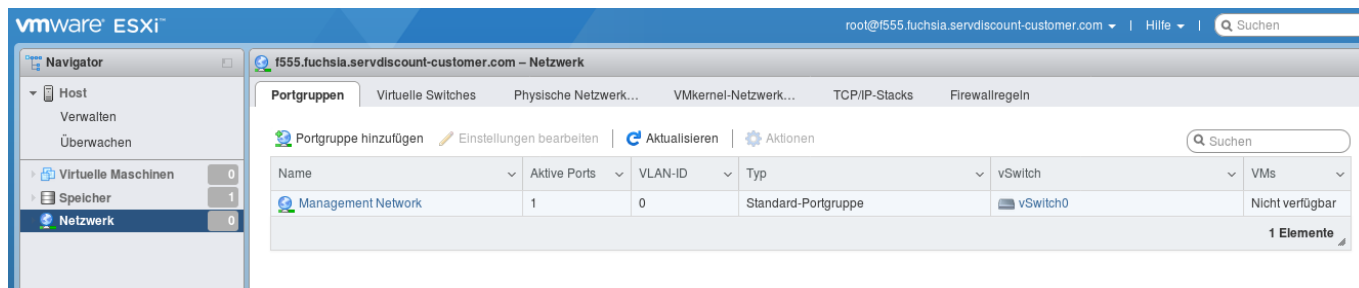 vmware ESXi™
root@f555.fuchsia.servdiscount-customer.com | Hilfe | Suchen
Navigator
f555.fuchsia.servdiscount-customer.com – Netzwerk
Host
Verwalten
Überwachen
Virtuelle Maschinen 0
Speicher 1
Netzwerk 0
Portgruppen Virtuelle Switches Physische Netzwerk... VMkernel-Netzwerk... TCP/IP-Stacks Firewallregeln
Portgruppe hinzufügen Einstellungen bearbeiten | Aktualisieren | Aktionen
Suchen
Name Aktive Ports VLAN-ID Typ vSwitch VMs
Management Network 1 0 Standard-Portgruppe vSwitch0 Nicht verfügbar
1 Elemente